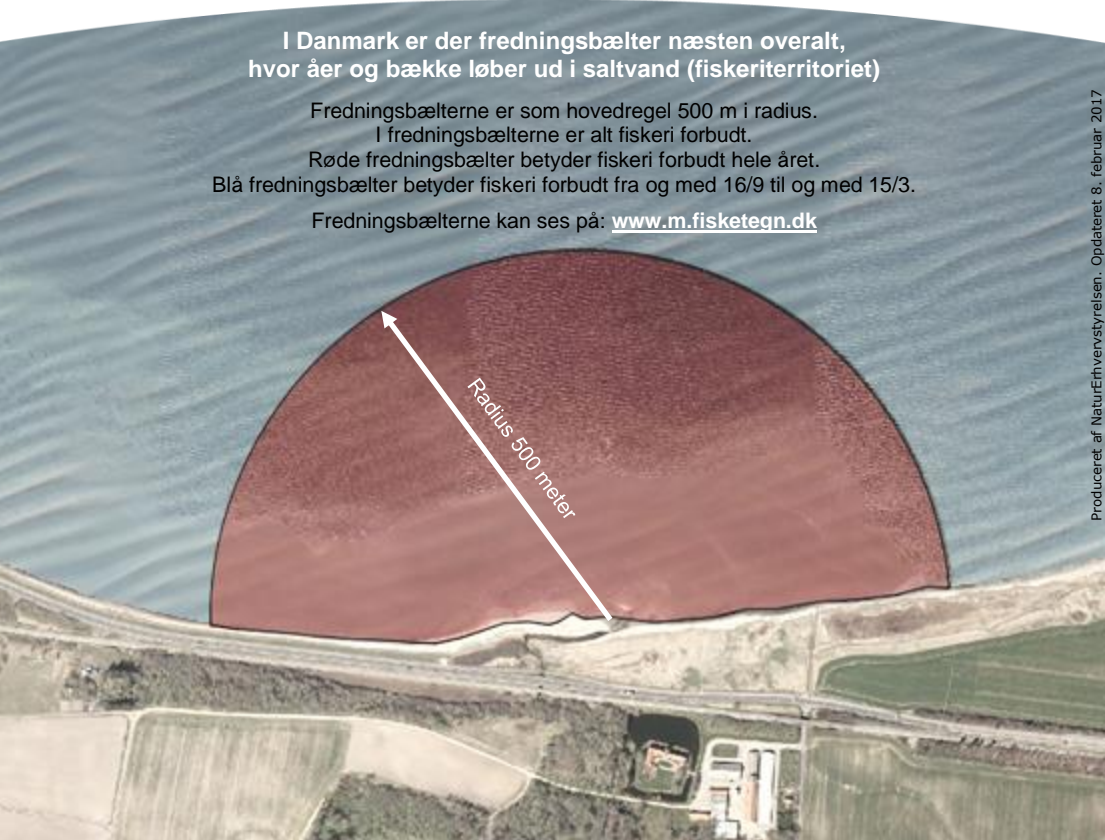 I Danmark er der fredningsbælter næsten overalt,
hvor åer og bække løber ud i saltvand (fiskeriterritoriet)
Fredningsbælterne er som hovedregel 500 m i radius.
I fredningsbælterne er alt fiskeri forbudt.
Røde fredningsbælter betyder fiskeri forbudt hele året.
Blå fredningsbælter betyder fiskeri forbudt fra og med 16/9 til og med 15/3.
Fredningsbælterne kan ses på: www.m.fisketegn.dk
Radius 500 meter
Produceret af NaturErhvervstyrelsen. Opdateret 8. februar 2017